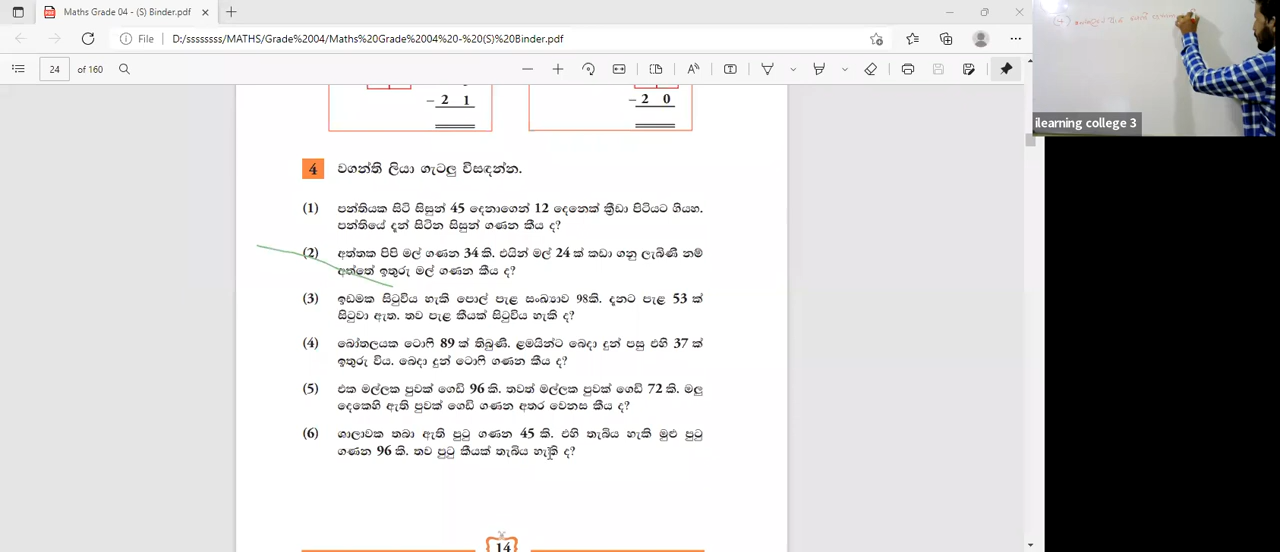 Maths Grade 04 - (S) Binder.pdf
File
D:/ssssssss/MATHS/Grade%2004/Maths%20Grade%2004%20-%20(S)%20Binder.pdf
24 of 160
- 2 1
- 2 0
ilearning college 3
4 වගන්ති ලියා ගැටලු විසඳන්න.
(1) පන්තියක සිටි සිසුන් 45 දෙනාගෙන් 12 දෙනෙක් ක්‍රීඩා පිටියට ගියහ.
පන්තියේ දැන් සිටින සිසුන් ගණන කීය ද?
(2) අත්තක පිපි මල් ගණන 34 කි. එයින් මල් 24 ක් කඩා ගනු ලැබිණි නම්
අත්තේ ඉතුරු මල් ගණන කීය ද?
(3) ඉඩමක සිටුවිය හැකි පොල් පැළ සංඛ්‍යාව 98කි. දැනට පැළ 53 ක්
සිටුවා ඇත. තව පැළ කීයක් සිටුවිය හැකි ද?
(4) බෝතලයක ටොෆි 89 ක් තිබුණි. ළමයින්ට බෙදා දුන් පසු එහි 37 ක්
ඉතුරු විය. බෙදා දුන් ටොෆි ගණන කීය ද?
(5) එක මල්ලක පුවක් ගෙඩි 96 කි. තවත් මල්ලක පුවක් ගෙඩි 72 කි. මලු
දෙකෙහි ඇති පුවක් ගෙඩි ගණන අතර වෙනස කීය ද?
(6) ශාලාවක තබා ඇති පුටු ගණන 45 කි. එහි තැබිය හැකි මුළු පුටු
ගණන 96 කි. තව පුටු කීයක් තැබිය හැකි ද?
14